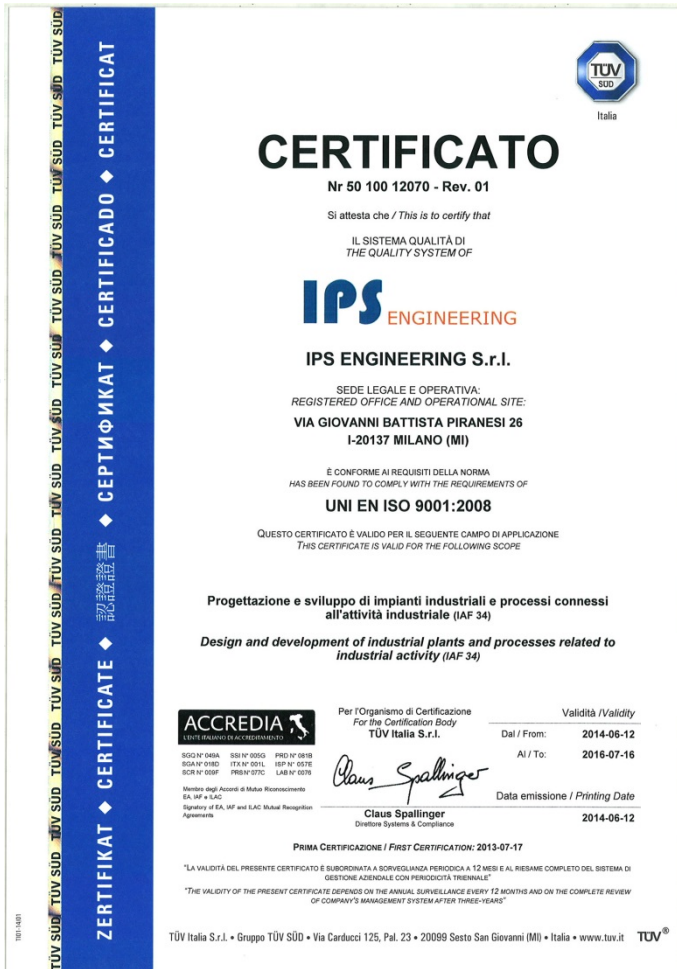 TÜV SÜD TÜV SÜD TÜV SÜD TÜV SÜD TÜV SÜD TÜV SÜD TÜV SÜD TÜV SÜD TÜV SÜD TÜV SÜD TÜV SÜD
ZERTIFIKAT ◆ CERTIFICATE ◆ 認證證書 ◆ СЕРТИФИКАТ ◆ CERTIFICADO ◆ CERTIFICAT
TÜV
SÜD
Italia
CERTIFICATO
Nr 50 100 12070 - Rev. 01
Si attesta che / This is to certify that
IL SISTEMA QUALITÀ DI
THE QUALITY SYSTEM OF
IPS ENGINEERING
IPS ENGINEERING S.r.l.
SEDE LEGALE E OPERATIVA:
REGISTERED OFFICE AND OPERATIONAL SITE:
VIA GIOVANNI BATTISTA PIRANESI 26
I-20137 MILANO (MI)
È CONFORME AI REQUISITI DELLA NORMA
HAS BEEN FOUND TO COMPLY WITH THE REQUIREMENTS OF
UNI EN ISO 9001:2008
QUESTO CERTIFICATO È VALIDO PER IL SEGUENTE CAMPO DI APPLICAZIONE
THIS CERTIFICATE IS VALID FOR THE FOLLOWING SCOPE
Progettazione e sviluppo di impianti industriali e processi connessi
all'attività industriale (IAF 34)
Design and development of industrial plants and processes related to
industrial activity (IAF 34)
ACCREDIA
L'ENTE ITALIANO DI ACCREDITAMENTO
SGQ N° 049A SSI N° 005G PRD N° 081B
SGA N° 018D ITX N° 001L ISP N° 057E
SCR N° 009F PRS N° 077C LAB N° 0076
Membro degli Accordi di Mutuo Riconoscimento
EA, IAF e ILAC
Signatory of EA, IAF and ILAC Mutual Recognition
Agreements
Per l'Organismo di Certificazione
For the Certification Body
TÜV Italia S.r.l.
Claus Spallinger
Claus Spallinger
Direttore Systems & Compliance
Validità /Validity
Dal / From: 2014-06-12
Al / To: 2016-07-16
Data emissione / Printing Date
2014-06-12
PRIMA CERTIFICAZIONE / FIRST CERTIFICATION: 2013-07-17
"LA VALIDITÀ DEL PRESENTE CERTIFICATO È SUBORDINATA A SORVEGLIANZA PERIODICA A 12 MESI E AL RIESAME COMPLETO DEL SISTEMA DI
GESTIONE AZIENDALE CON PERIODICITÀ TRIENNALE"
"THE VALIDITY OF THE PRESENT CERTIFICATE DEPENDS ON THE ANNUAL SURVEILLANCE EVERY 12 MONTHS AND ON THE COMPLETE REVIEW
OF COMPANY'S MANAGEMENT SYSTEM AFTER THREE-YEARS"
TÜV Italia S.r.l. • Gruppo TÜV SÜD • Via Carducci 125, Pal. 23 • 20099 Sesto San Giovanni (MI) • Italia • www.tuv.it TÜV®